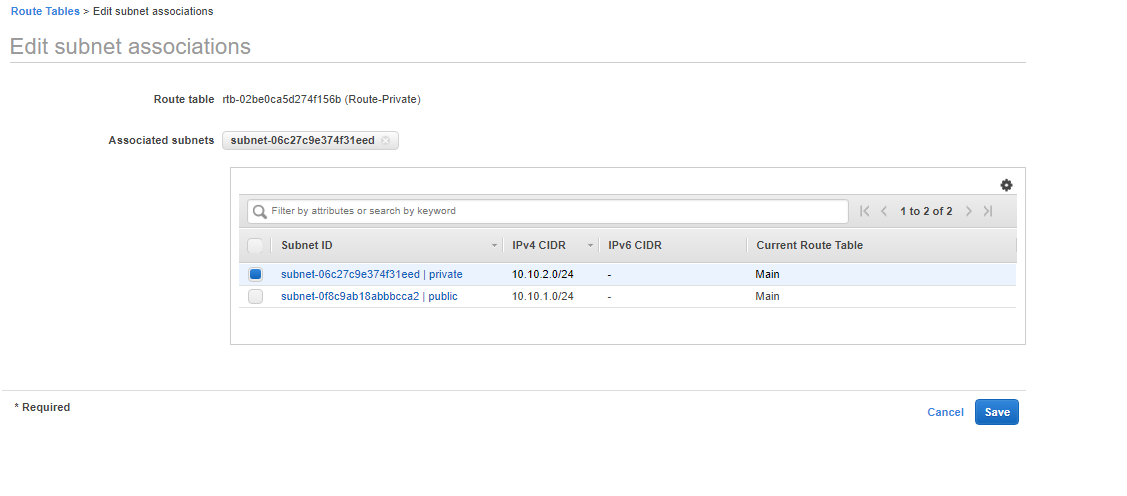 Route Tables > Edit subnet associations
Edit subnet associations
Route table rtb-02be0ca5d274f156b (Route-Private)
Associated subnets subnet-06c27c9e374f31eed
Filter by attributes or search by keyword 1 to 2 of 2
Subnet ID IPv4 CIDR IPv6 CIDR Current Route Table
subnet-06c27c9e374f31eed | private 10.10.2.0/24 - Main
subnet-0f8c9ab18abbbcca2 | public 10.10.1.0/24 - Main
* Required Cancel Save